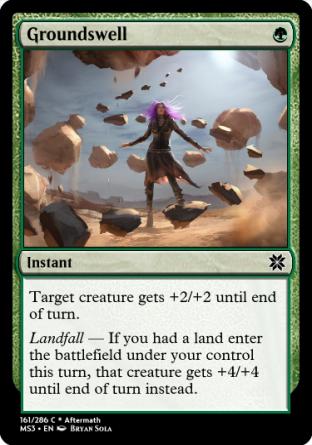 Groundswell
Instant
Target creature gets +2/+2 until end
of turn.
Landfall — If you had a land enter
the battlefield under your control
this turn, that creature gets +4/+4
until end of turn instead.
161/286 C * Aftermath
MS3 • EN Bryan Sola